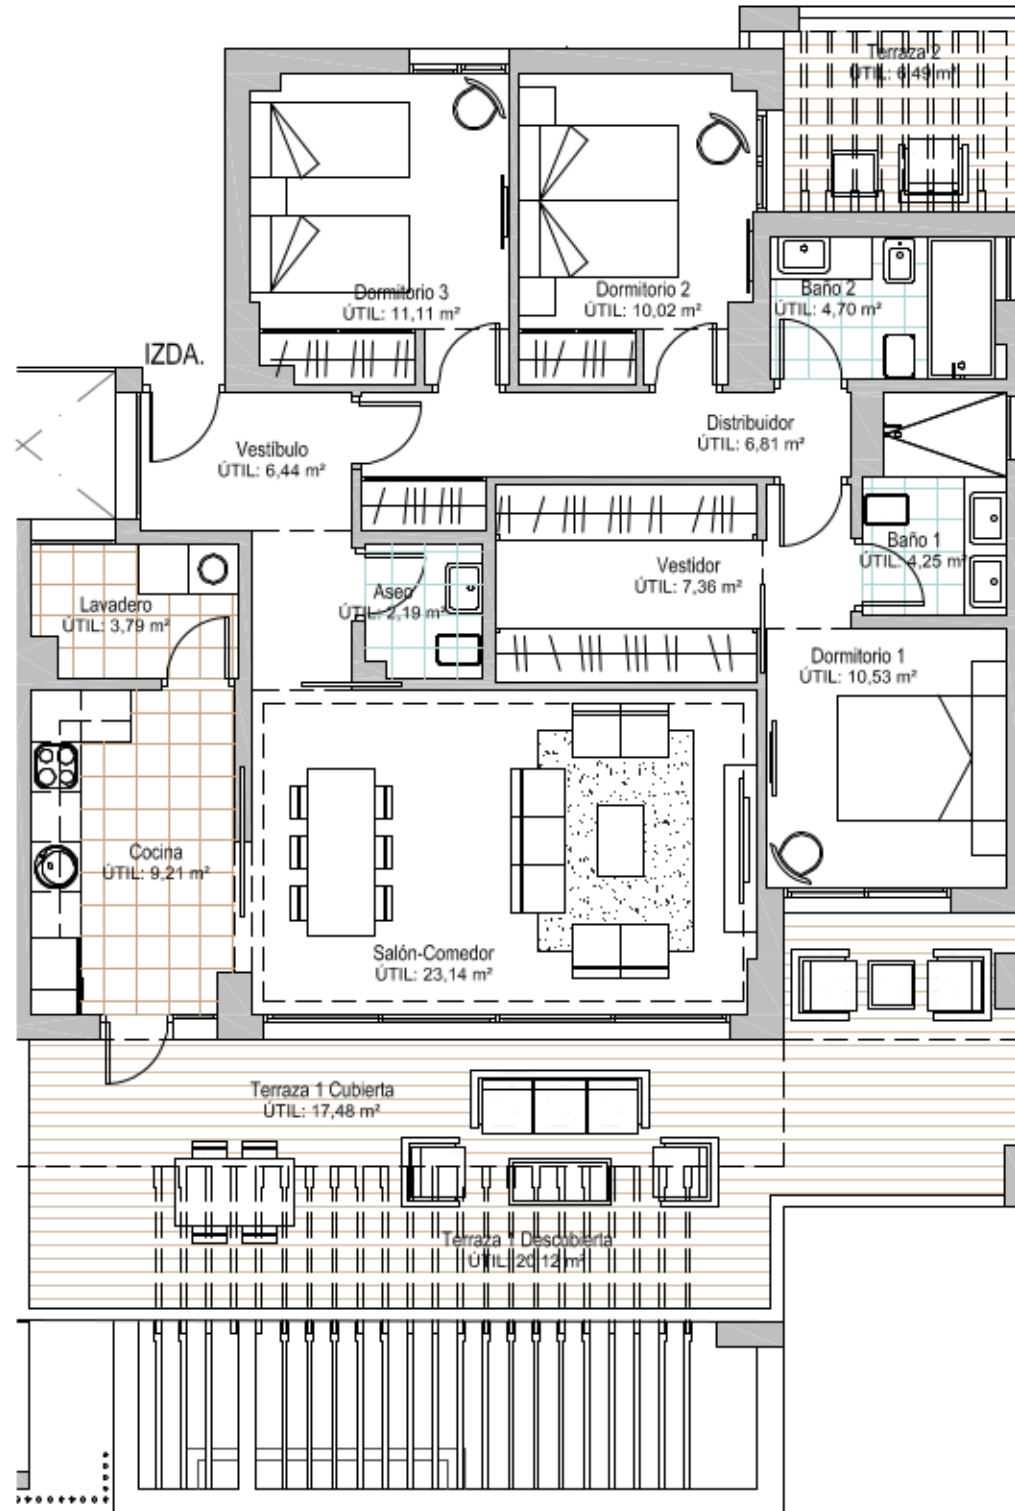 Terraza 2
ÚTIL: 6,49 m²
Dormitorio 3
ÚTIL: 11,11 m²
Dormitorio 2
ÚTIL: 10,02 m²
Baño 2
ÚTIL: 4,70 m²
IZDA.
Vestíbulo
ÚTIL: 6,44 m²
Distribuidor
ÚTIL: 6,81 m²
Baño 1
ÚTIL: 4,25 m²
Vestidor
ÚTIL: 7,36 m²
Aseo
ÚTIL: 2,19 m²
Lavadero
ÚTIL: 3,79 m²
Dormitorio 1
ÚTIL: 10,53 m²
Cocina
ÚTIL: 9,21 m²
Salón-Comedor
ÚTIL: 23,14 m²
Terraza 1 Cubierta
ÚTIL: 17,48 m²
Terraza 1 Descubierta
ÚTIL: 20,12 m²